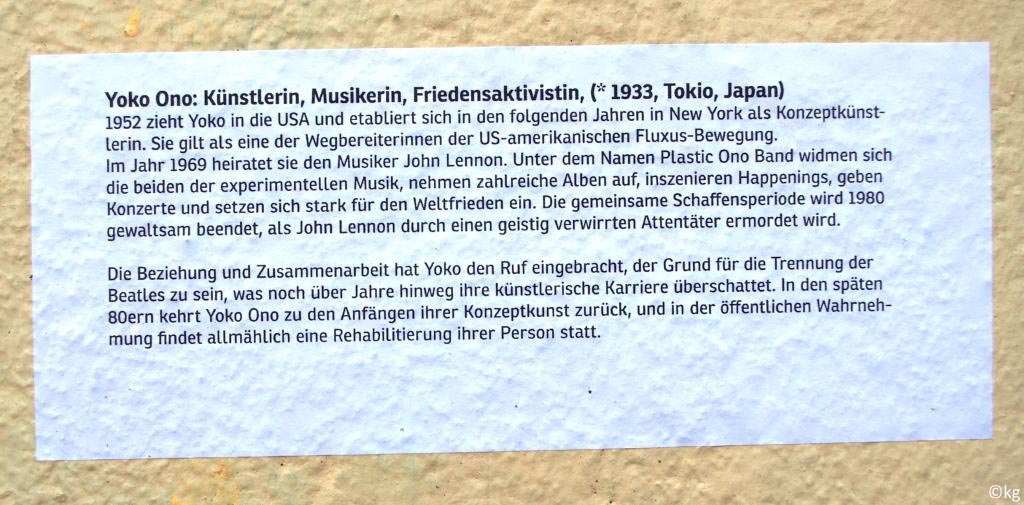 Yoko Ono: Künstlerin, Musikerin, Friedensaktivistin, (* 1933, Tokio, Japan)
1952 zieht Yoko in die USA und etabliert sich in den folgenden Jahren in New York als Konzeptkünst-
lerin. Sie gilt als eine der Wegbereiterinnen der US-amerikanischen Fluxus-Bewegung.
Im Jahr 1969 heiratet sie den Musiker John Lennon. Unter dem Namen Plastic Ono Band widmen sich
die beiden der experimentellen Musik, nehmen zahlreiche Alben auf, inszenieren Happenings, geben
Konzerte und setzen sich stark für den Weltfrieden ein. Die gemeinsame Schaffensperiode wird 1980
gewaltsam beendet, als John Lennon durch einen geistig verwirrten Attentäter ermordet wird.
Die Beziehung und Zusammenarbeit hat Yoko den Ruf eingebracht, der Grund für die Trennung der
Beatles zu sein, was noch über Jahre hinweg ihre künstlerische Karriere überschattet. In den späten
80ern kehrt Yoko Ono zu den Anfängen ihrer Konzeptkunst zurück, und in der öffentlichen Wahrneh-
mung findet allmählich eine Rehabilitierung ihrer Person statt.
©kg